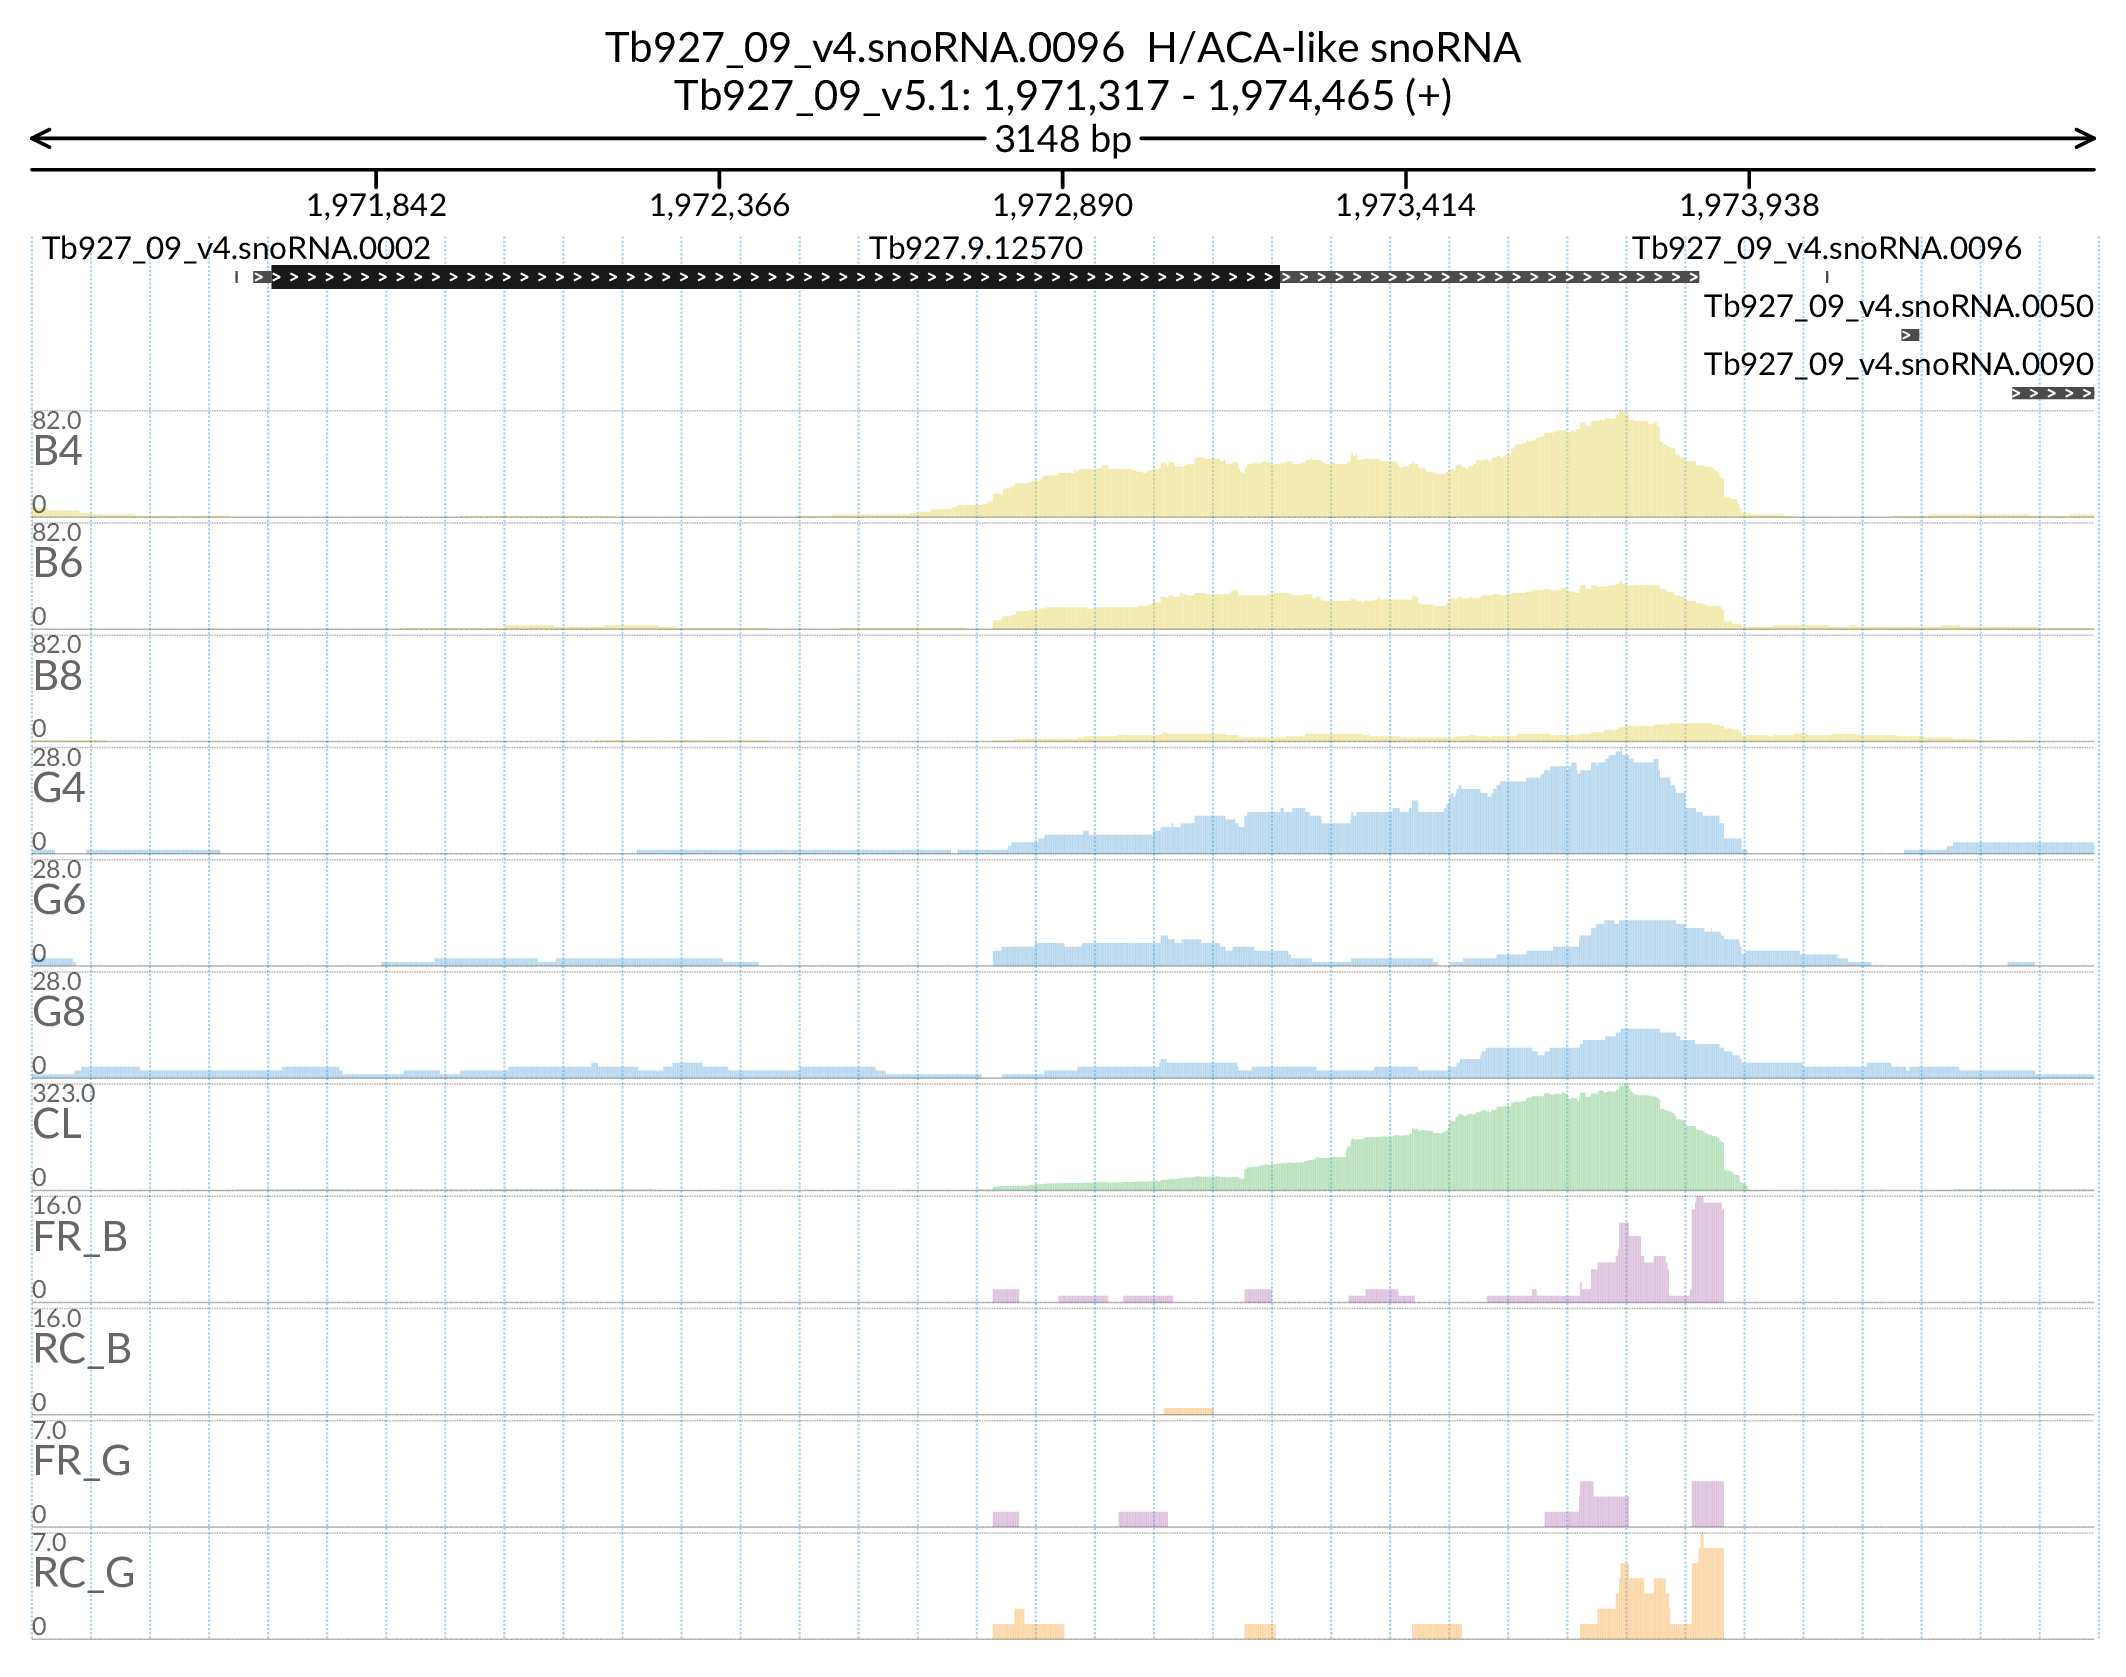 Tb927_09_v4.snoRNA.0096 H/ACA-like snoRNA
Tb927_09_v5.1: 1,971,317 - 1,974,465 (+)
3148 bp
1,971,842 1,972,366 1,972,890 1,973,414 1,973,938
Tb927_09_v4.snoRNA.0002 Tb927.9.12570 Tb927_09_v4.snoRNA.0096
Tb927_09_v4.snoRNA.0050
Tb927_09_v4.snoRNA.0090
82.0
B4
0
82.0
B6
0
82.0
B8
0
28.0
G4
0
28.0
G6
0
28.0
G8
0
323.0
CL
0
16.0
FR_B
0
16.0
RC_B
0
7.0
FR_G
0
7.0
RC_G
0